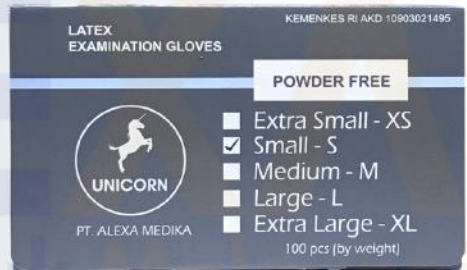 KEMENKES RI AKD 10903021495
LATEX
EXAMINATION GLOVES
POWDER FREE
Extra Small - XS
Small - S
Medium - M
Large - L
Extra Large - XL
100 pcs (by weight)
UNICORN
PT. ALEXA MEDIKA